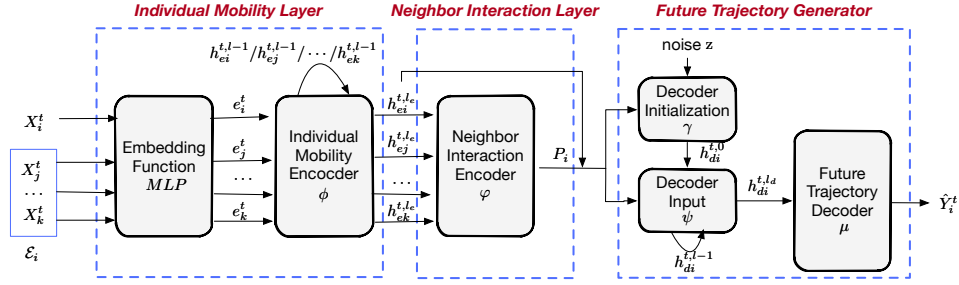 Individual Mobility Layer
Neighbor Interaction Layer
Future Trajectory Generator
h_{ei}^{t,l-1}/h_{ej}^{t,l-1}/···/h_{ek}^{t,l-1}
noise z
X_i^t
X_j^t
...
X_k^t
ℰ_i
Embedding
Function
MLP
e_i^t
e_j^t
...
e_k^t
Individual
Mobility
Encocder
ϕ
h_{ei}^{t,l_e}
h_{ej}^{t,l_e}
...
h_{ek}^{t,l_e}
Neighbor
Interaction
Encoder
φ
P_i
Decoder
Initialization
γ
h_{di}^{t,0}
Decoder
Input
ψ
h_{di}^{t,l-1}
h_{di}^{t,l_d}
Future
Trajectory
Decoder
μ
Ŷ_i^t